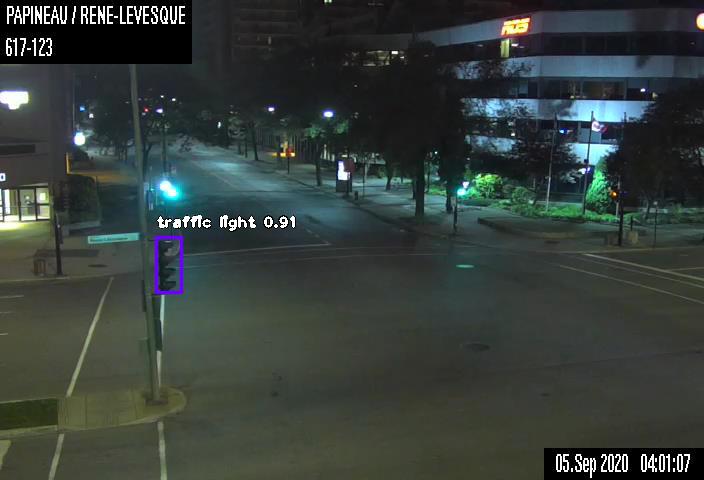 PAPINEAU / RENE-LEVESQUE
617-123
traffic light 0.91
05.Sep 2020 04:01:07